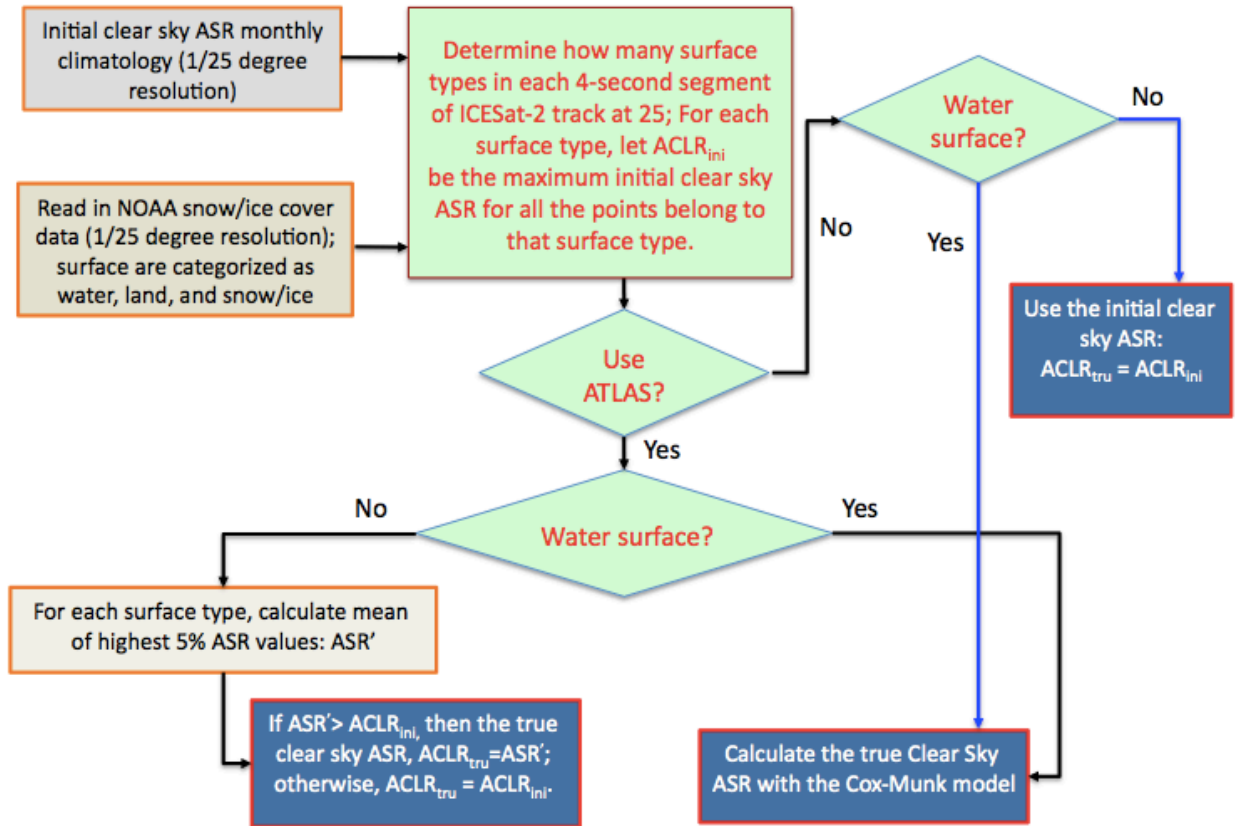 Initial clear sky ASR monthly
climatology (1/25 degree
resolution)
Determine how many surface
types in each 4-second segment
of ICESat-2 track at 25; For each
surface type, let ACLRini
be the maximum initial clear sky
ASR for all the points belong to
that surface type.
Read in NOAA snow/ice cover
data (1/25 degree resolution);
surface are categorized as
water, land, and snow/ice
Water
surface?
No
No
Yes
Use the initial clear
sky ASR:
ACLRtru = ACLRini
Use
ATLAS?
Yes
No
Water surface?
Yes
For each surface type, calculate mean
of highest 5% ASR values: ASR’
If ASR’> ACLRini, then the true
clear sky ASR, ACLRtru=ASR’;
otherwise, ACLRtru = ACLRini.
Calculate the true Clear Sky
ASR with the Cox-Munk model